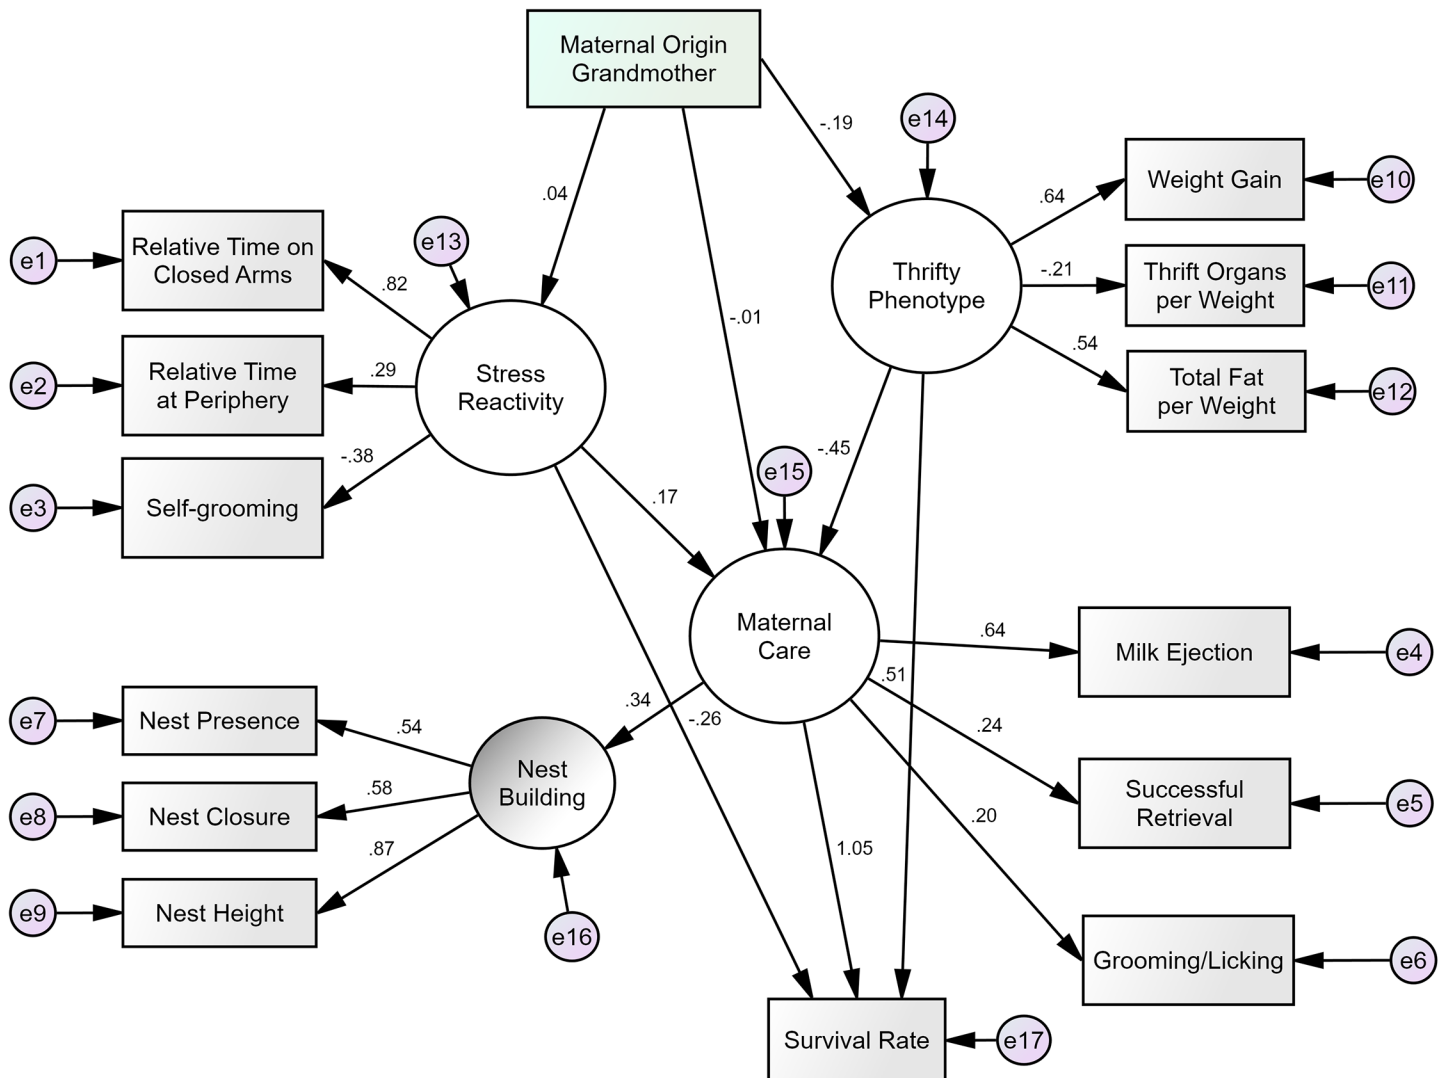 Maternal Origin
Grandmother
-.19
e14
.04
-.01
Weight Gain
e10
.64
Thrifty
Phenotype
-.21
Thrift Organs
per Weight
e11
.54
Total Fat
per Weight
e12
e1
Relative Time on
Closed Arms
.82
e13
e2
Relative Time
at Periphery
.29
Stress
Reactivity
e3
Self-grooming
-.38
.17
-.45
e15
Maternal
Care
.64
Milk Ejection
e4
.51
.24
Successful
Retrieval
e5
.20
Grooming/Licking
e6
.34
-.26
e7
Nest Presence
.54
Nest
Building
e8
Nest Closure
.58
e9
Nest Height
.87
e16
1.05
Survival Rate
e17